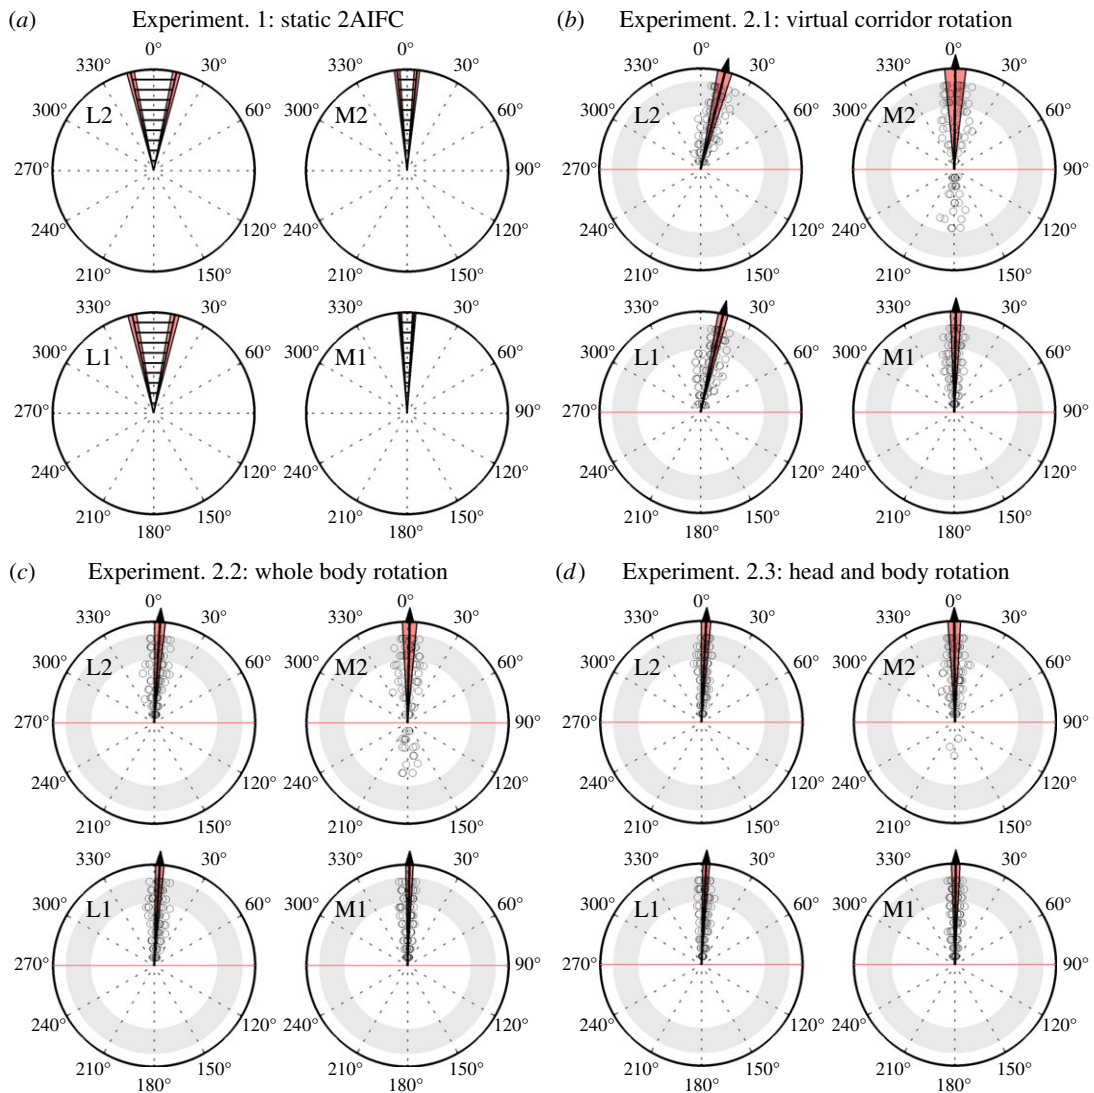 (a) Experiment. 1: static 2AIFC
0° 0°
330° 30° 330° 30°
300° L2 60° 300° M2 60°
270° 270° 90°
240° 120° 240° 120°
210° 150° 210° 150°
330° 30° 330° 30°
300° L1 60° 300° M1 60°
270° 270° 90°
240° 120° 240° 120°
210° 150° 210° 150°
180° 180°
(b) Experiment. 2.1: virtual corridor rotation
0° 0°
330° 30° 330° 30°
300° L2 60° 300° M2 60°
270° 270° 90°
240° 120° 240° 120°
210° 150° 210° 150°
330° 30° 330° 30°
300° L1 60° 300° M1 60°
270° 270° 90°
240° 120° 240° 120°
210° 150° 210° 150°
180° 180°
(c) Experiment. 2.2: whole body rotation
0° 0°
330° 30° 330° 30°
300° L2 60° 300° M2 60°
270° 270° 90°
240° 120° 240° 120°
210° 150° 210° 150°
330° 30° 330° 30°
300° L1 60° 300° M1 60°
270° 270° 90°
240° 120° 240° 120°
210° 150° 210° 150°
180° 180°
(d) Experiment. 2.3: head and body rotation
0° 0°
330° 30° 330° 30°
300° L2 60° 300° M2 60°
270° 270° 90°
240° 120° 240° 120°
210° 150° 210° 150°
330° 30° 330° 30°
300° L1 60° 300° M1 60°
270° 270° 90°
240° 120° 240° 120°
210° 150° 210° 150°
180° 180°